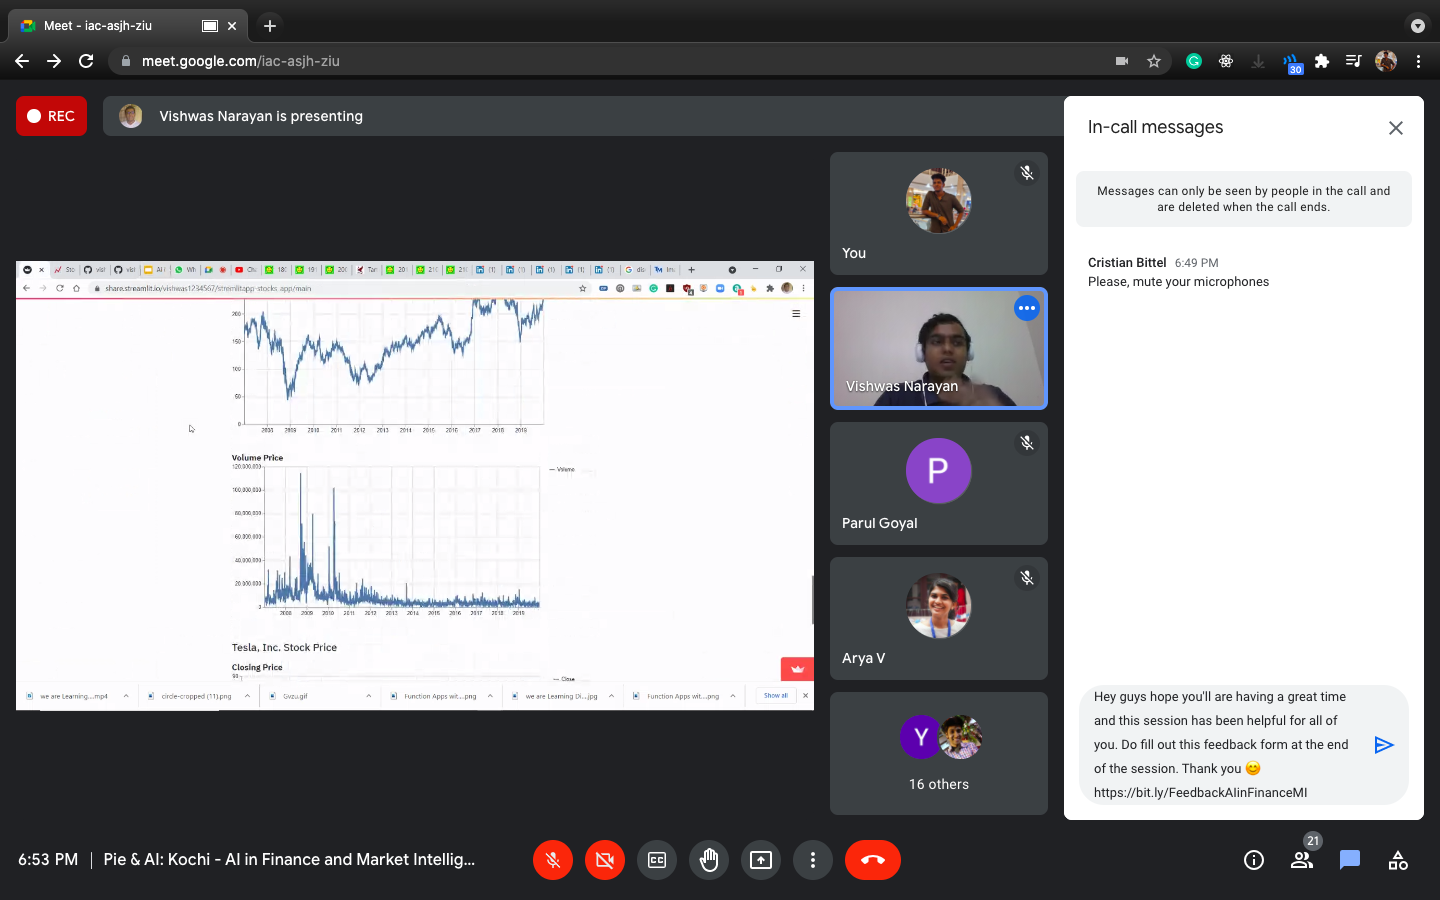 Meet - iac-asjh-ziu
meet.google.com/iac-asjh-ziu
30
REC
Vishwas Narayan is presenting
In-call messages
Messages can only be seen by people in the call and
are deleted when the call ends.
Cristian Bittel 6:49 PM
Please, mute your microphones
You
Vishwas Narayan
P
Parul Goyal
Arya V
Y
16 others
share.streamlit.io/vishwas1234567/stremlitapp-stocks app/main
200
150
100
50
0
2008 2009 2010 2011 2012 2013 2014 2015 2016 2017 2018 2019
Volume Price
120,000,000
Volume
100,000,000
80,000,000
60,000,000
40,000,000
20,000,000
0
2008 2009 2010 2011 2012 2013 2014 2015 2016 2017 2018 2019
Tesla, Inc. Stock Price
Closing Price
90
Close
we are Learning....mp4 circle-cropped (11).png Gvzu.gif Function Apps wit....png we are Learning Di....jpg Function Apps wit....png Show all
Hey guys hope you'll are having a great time
and this session has been helpful for all of
you. Do fill out this feedback form at the end
of the session. Thank you 😊
https://bit.ly/FeedbackAIinFinanceMI
6:53 PM | Pie & AI: Kochi - AI in Finance and Market Intellig...
21